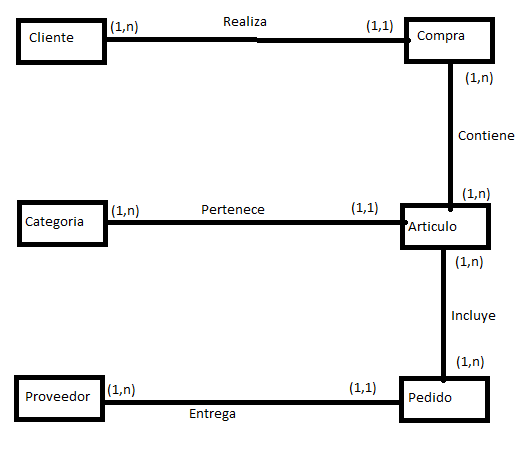 Realiza
Cliente (1,n) (1,1) Compra
(1,n)
Contiene
(1,n)
Categoria (1,n) Pertenece (1,1) Articulo
(1,n)
Incluye
(1,n)
Proveedor (1,n) (1,1) Pedido
Entrega